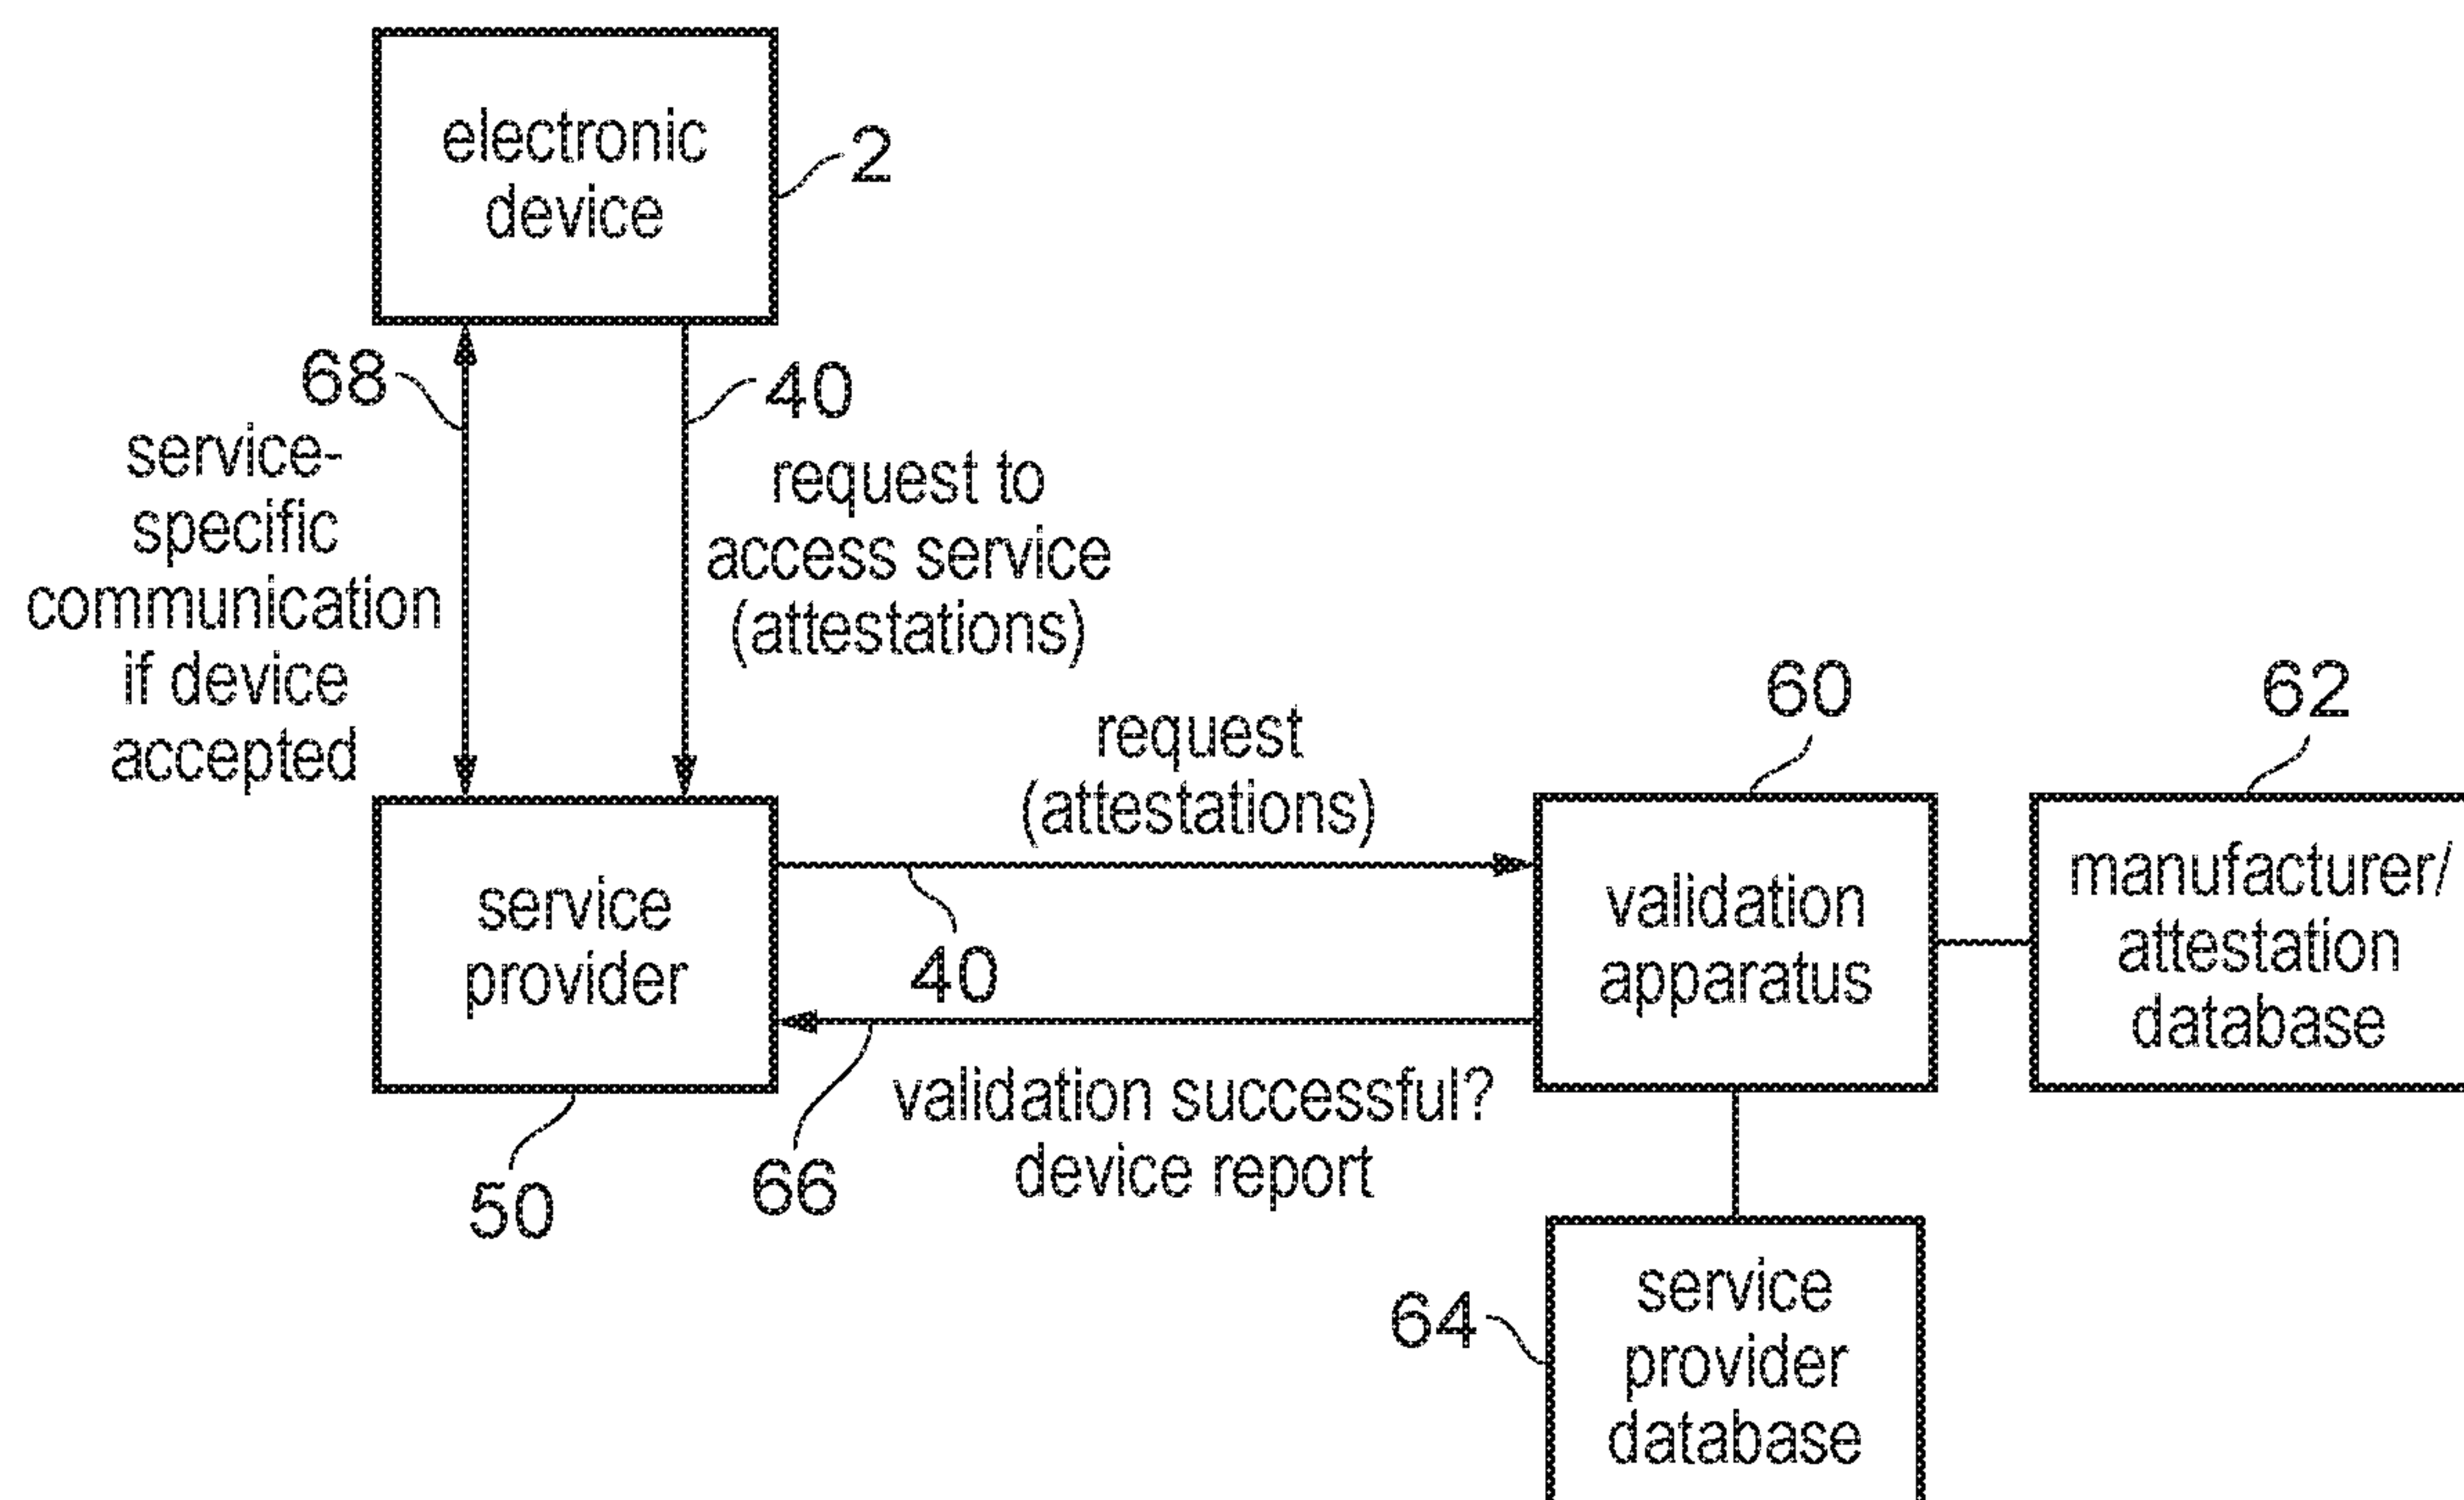 electronic
device
2
68
service-
specific
communication
if device
accepted
40
request to
access service
(attestations)
request
(attestations)
40
60
62
service
provider
50
validation
apparatus
manufacturer/
attestation
database
66
validation successful?
device report
64
service
provider
database